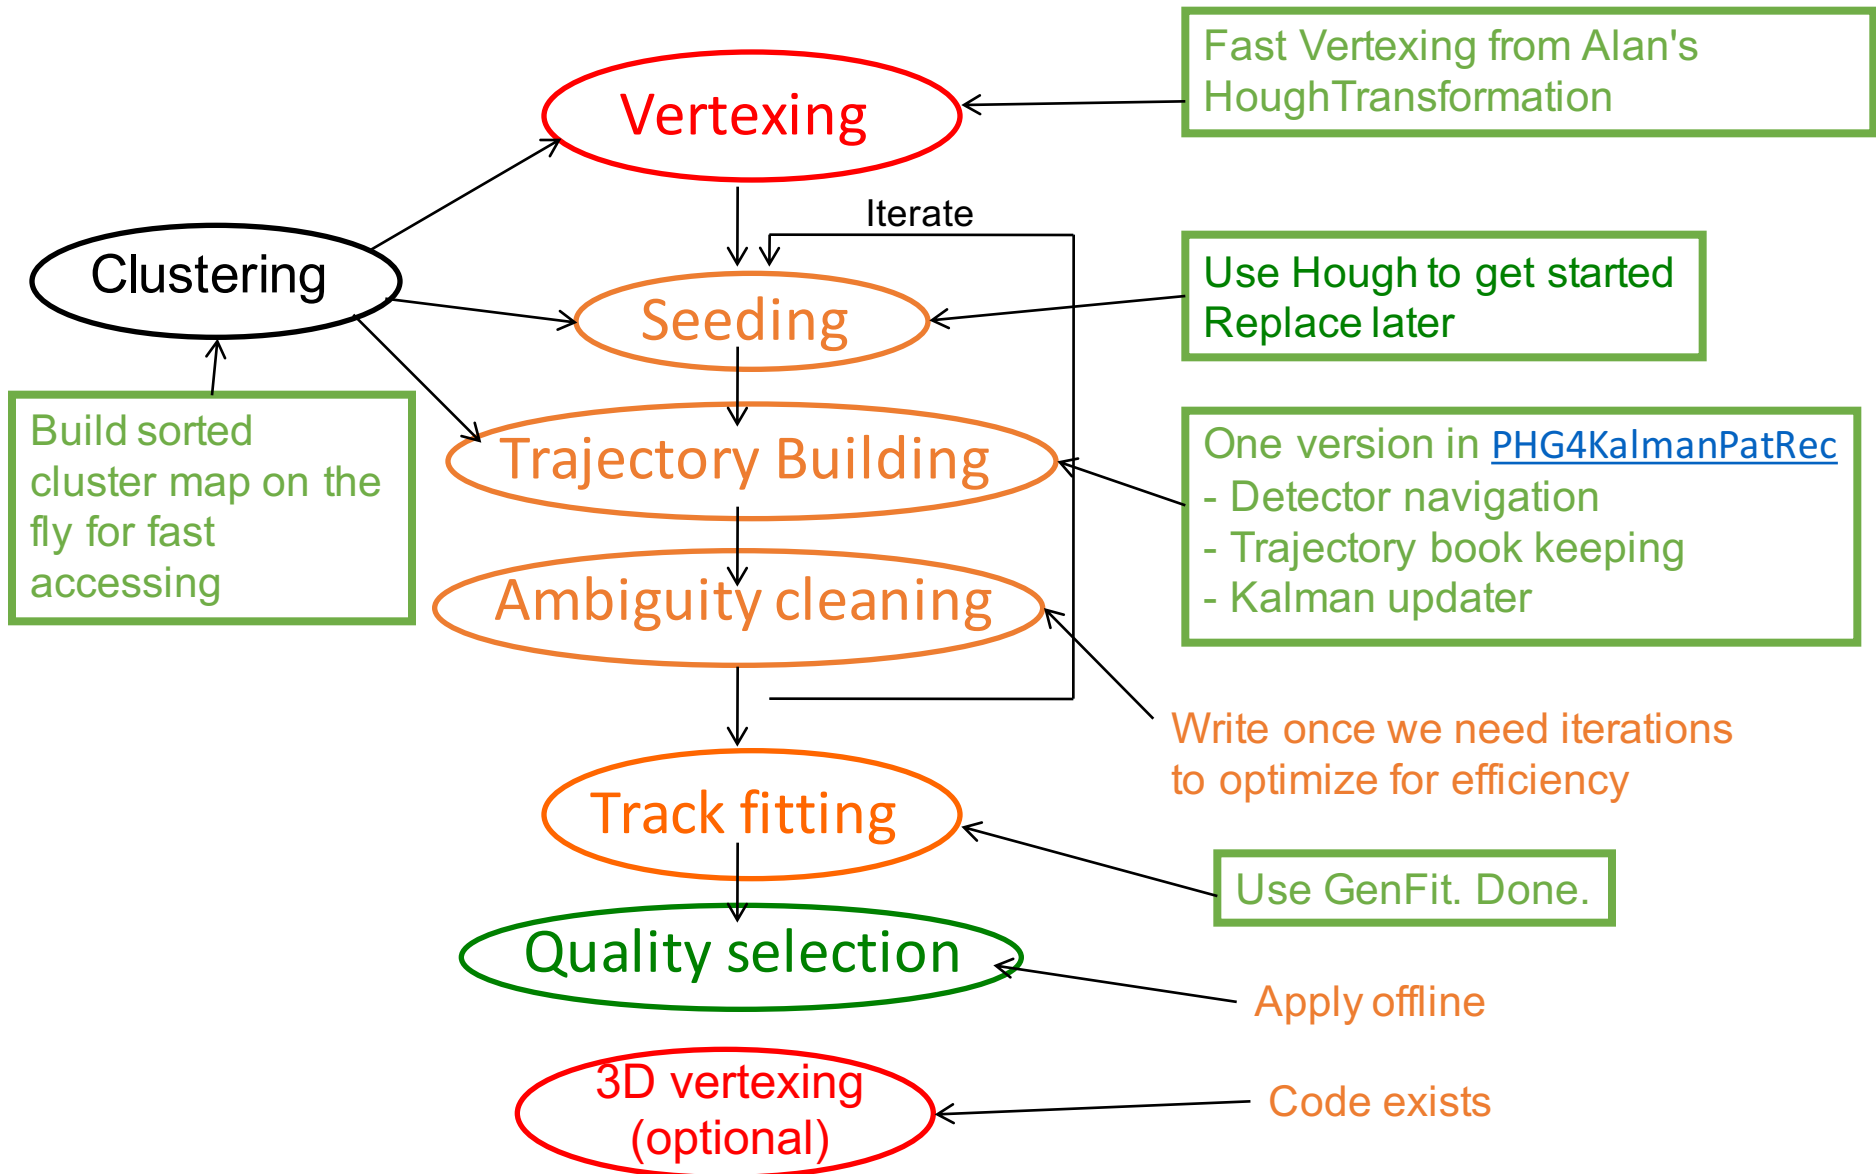 Fast Vertexing from Alan's
HoughTransformation
Vertexing
Iterate
Clustering
Use Hough to get started
Replace later
Seeding
Build sorted
cluster map on the
fly for fast
accessing
One version in PHG4KalmanPatRec
- Detector navigation
- Trajectory book keeping
- Kalman updater
Trajectory Building
Ambiguity cleaning
Write once we need iterations
to optimize for efficiency
Track fitting
Use GenFit. Done.
Quality selection
Apply offline
3D vertexing
(optional)
Code exists